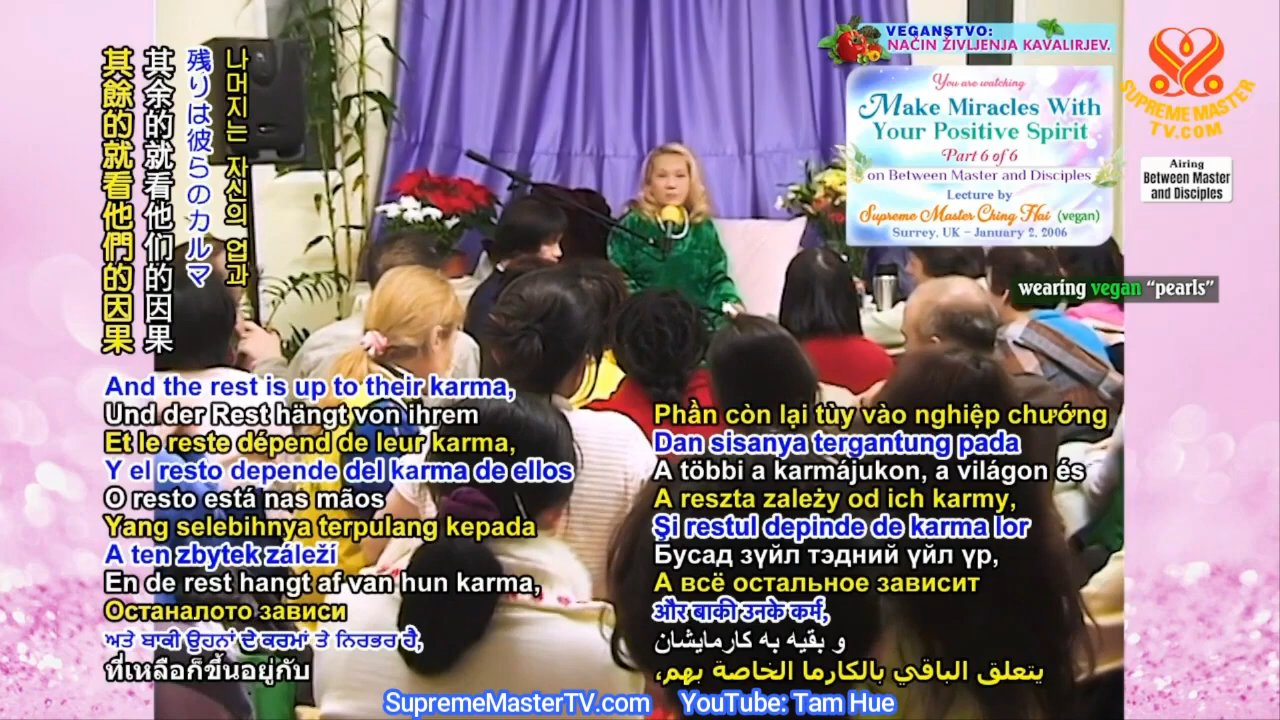 나머지는 자신의 업과
残りは彼らのカルマ
其余的就看他们的因果
其餘的就看他們的因果
And the rest is up to their karma,
Und der Rest hängt von ihrem
Et le reste dépend de leur karma,
Y el resto depende del karma de ellos
O resto está nas mãos
Yang selebihnya terpulang kepada
A ten zbytek záleží
En de rest hangt af van hun karma,
Останалото зависи
ਅਤੇ ਬਾਕੀ ਉਹਨਾਂ ਦੇ ਕਰਮਾਂ ਤੇ ਨਿਰਭਰ ਹੈ,
ที่เหลือก็ขึ้นอยู่กับ
Phần còn lại tùy vào nghiệp chướng
Dan sisanya tergantung pada
A többi a karmájukon, a világon és
A reszta zależy od ich karmy,
Şi restul depinde de karma lor
Бусад зүйл тэдний үйл үр,
А всё остальное зависит
और बाकी उनके कर्म,
و بقیه به کارمایشان
يتعلق الباقي بالكارما الخاصة بهم،
VEGANSTVO:
NAČIN ŽIVLJENJA KAVALIRJEV.
You are watching
Make Miracles With
Your Positive Spirit
Part 6 of 6
on Between Master and Disciples
Lecture by
Supreme Master Ching Hai (vegan)
Surrey, UK – January 2, 2006
SUPREME MASTER
TV.COM
Airing
Between Master
and Disciples
wearing vegan "pearls"
SupremeMasterTV.com YouTube: Tam Hue